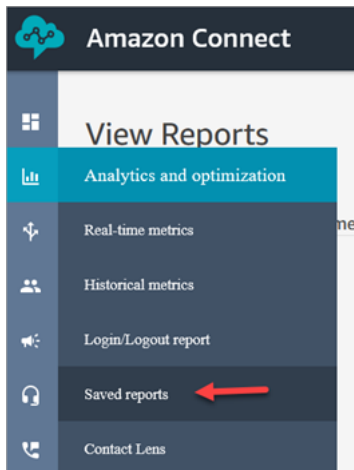 Amazon Connect
View Reports
Analytics and optimization
Real-time metrics
me
Historical metrics
Login/Logout report
Saved reports
Contact Lens